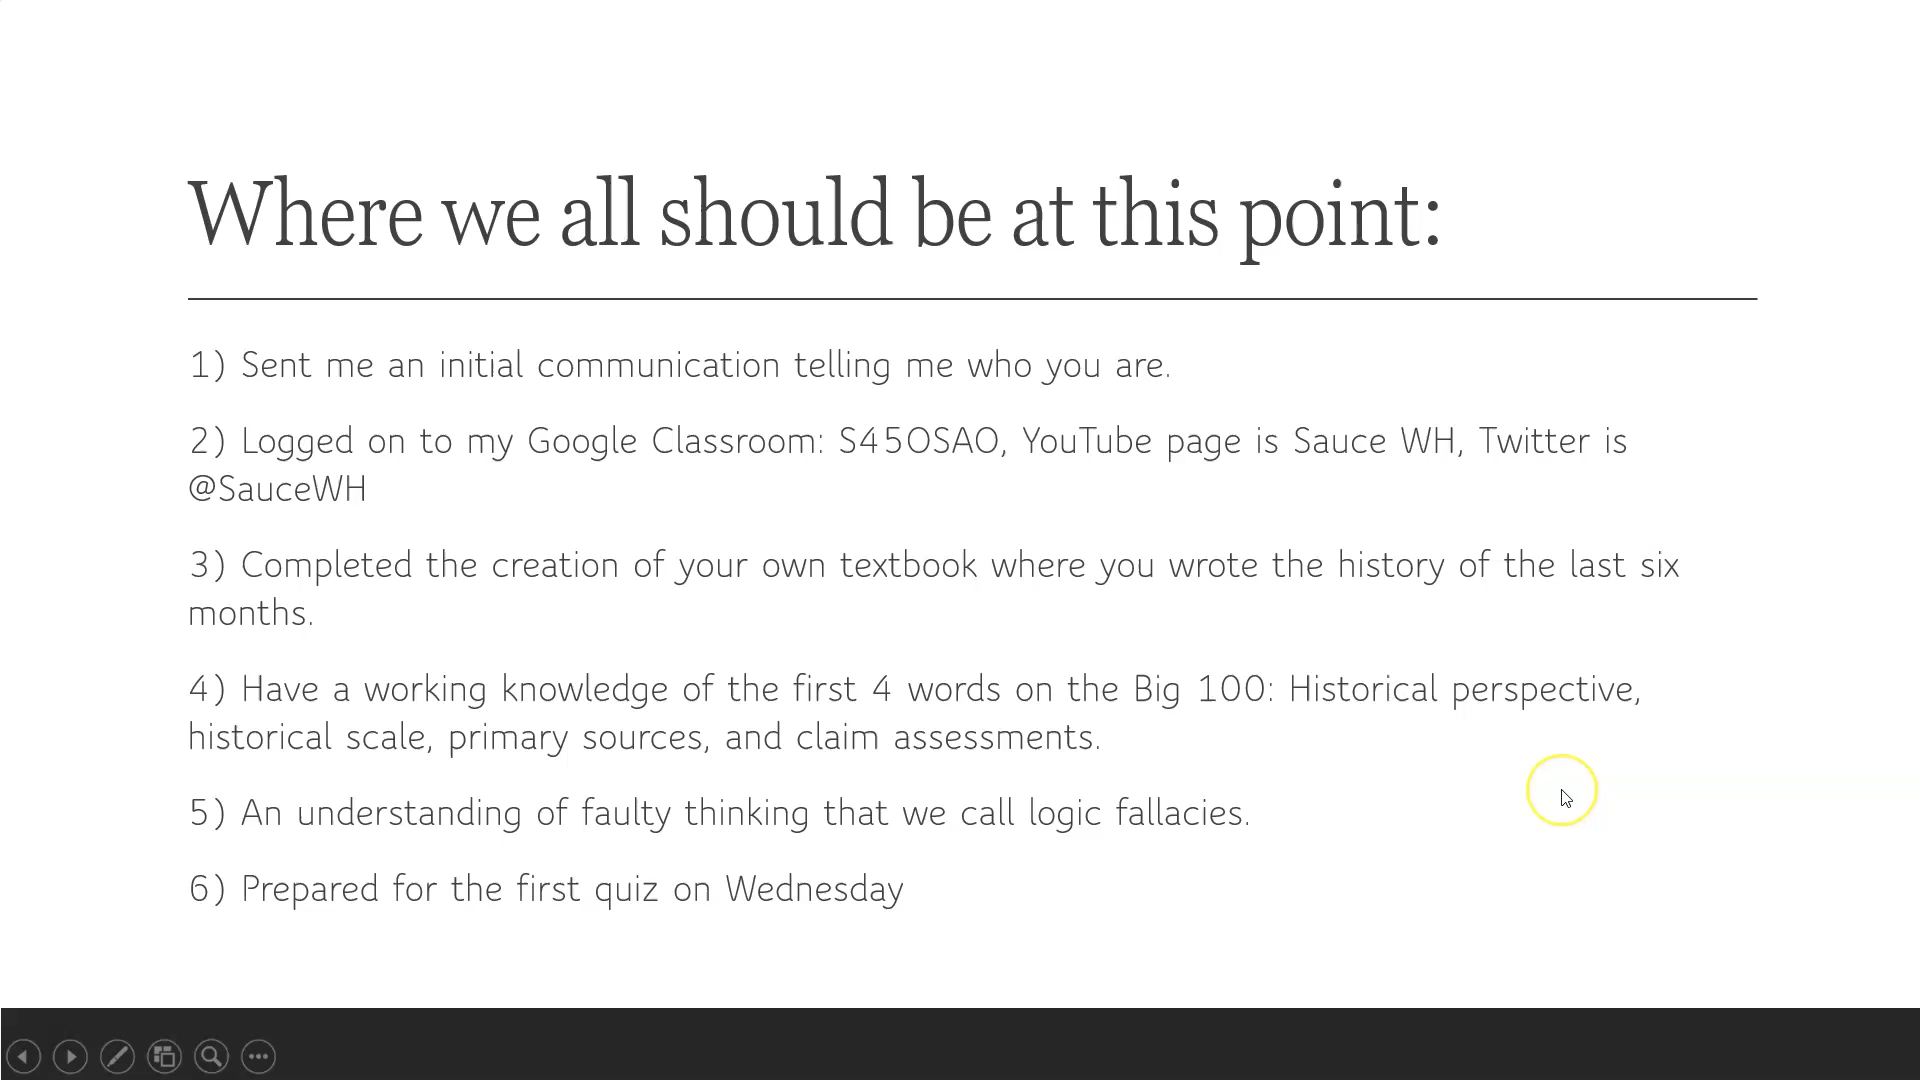 Where we all should be at this point:
1) Sent me an initial communication telling me who you are.
2) Logged on to my Google Classroom: S45OSAO, YouTube page is Sauce WH, Twitter is
@SauceWH
3) Completed the creation of your own textbook where you wrote the history of the last six
months.
4) Have a working knowledge of the first 4 words on the Big 100: Historical perspective,
historical scale, primary sources, and claim assessments.
5) An understanding of faulty thinking that we call logic fallacies.
6) Prepared for the first quiz on Wednesday